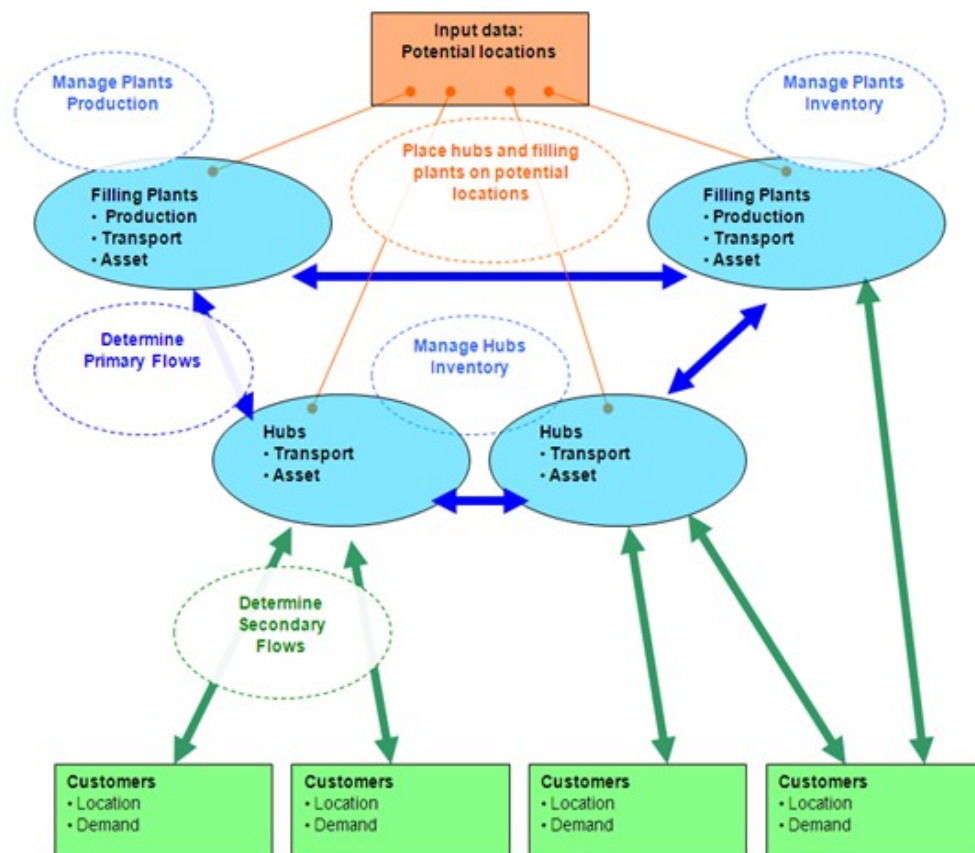 Input data:
Potential locations
Manage Plants
Production
Manage Plants
Inventory
Place hubs and filling
plants on potential
locations
Filling Plants
• Production
• Transport
• Asset
Filling Plants
• Production
• Transport
• Asset
Determine
Primary Flows
Manage Hubs
Inventory
Hubs
• Transport
• Asset
Hubs
• Transport
• Asset
Determine
Secondary
Flows
Customers
• Location
• Demand
Customers
• Location
• Demand
Customers
• Location
• Demand
Customers
• Location
• Demand